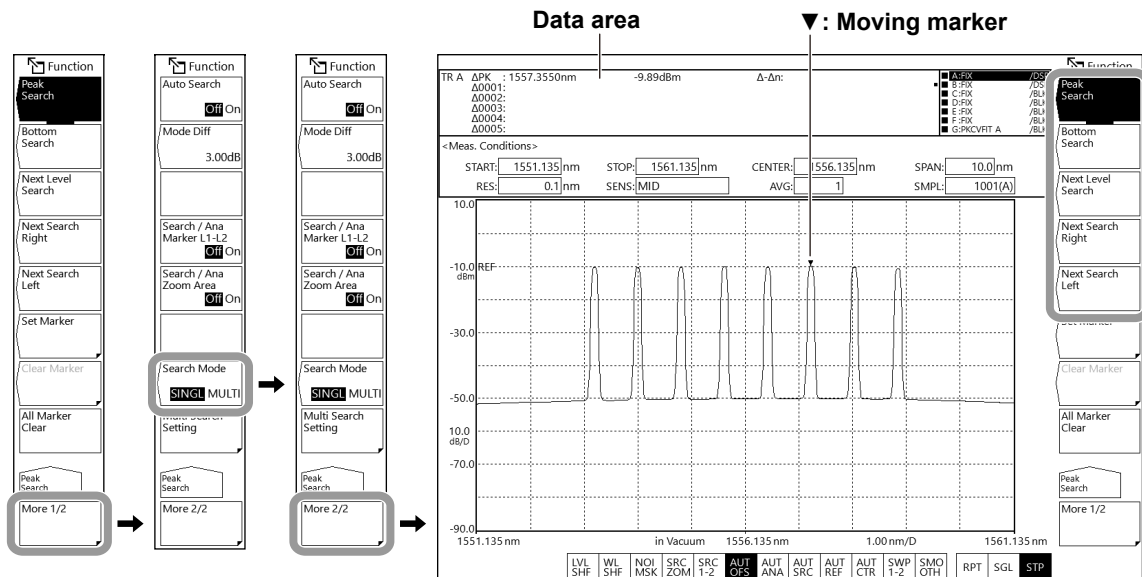 Data area
▼: Moving marker
Function
Peak
Search
Bottom
Search
Next Level
Search
Next Search
Right
Next Search
Left
Set Marker
Clear Marker
All Marker
Clear
Peak
Search
More 1/2
Function
Auto Search
Off On
Mode Diff
3.00dB
Search / Ana
Marker L1-L2
Off On
Search / Ana
Zoom Area
Off On
Search Mode
SINGL MULTI
Multi Search
Setting
Peak
Search
More 2/2
Function
Auto Search
Off On
Mode Diff
3.00dB
Search / Ana
Marker L1-L2
Off On
Search / Ana
Zoom Area
Off On
Search Mode
SINGL MULTI
Multi Search
Setting
Peak
Search
More 2/2
TR A ΔPK : 1557.3550nm -9.89dBm Δ-Δn:
Δ0001:
Δ0002:
Δ0003:
Δ0004:
Δ0005:
A:FIX /DSP
B:FIX /DS
C:FIX /BL
D:FIX /BL
E:FIX /BL
F:FIX /BL
G:PKCVFIT A /BL
<Meas. Conditions>
START: 1551.135 nm STOP: 1561.135 nm CENTER: 1556.135 nm SPAN: 10.0 nm
RES: 0.1 nm SENS: MID AVG: 1 SMPL: 1001(A)
10.0
-10.0 REF
dBm
-30.0
-50.0
10.0
dB/D
-70.0
-90.0
1551.135 nm in Vacuum 1556.135 nm 1.00 nm/D 1561.135 nm
LVL SHF WL SHF NOI MSK SRC ZOM SRC 1-2 AUT OFS AUT ANA AUT SRC AUT REF AUT CTR SWP 1-2 SMO OTH RPT SGL STP
Function
Peak
Search
Bottom
Search
Next Level
Search
Next Search
Right
Next Search
Left
Set Marker
Clear Marker
All Marker
Clear
Peak
Search
More 1/2